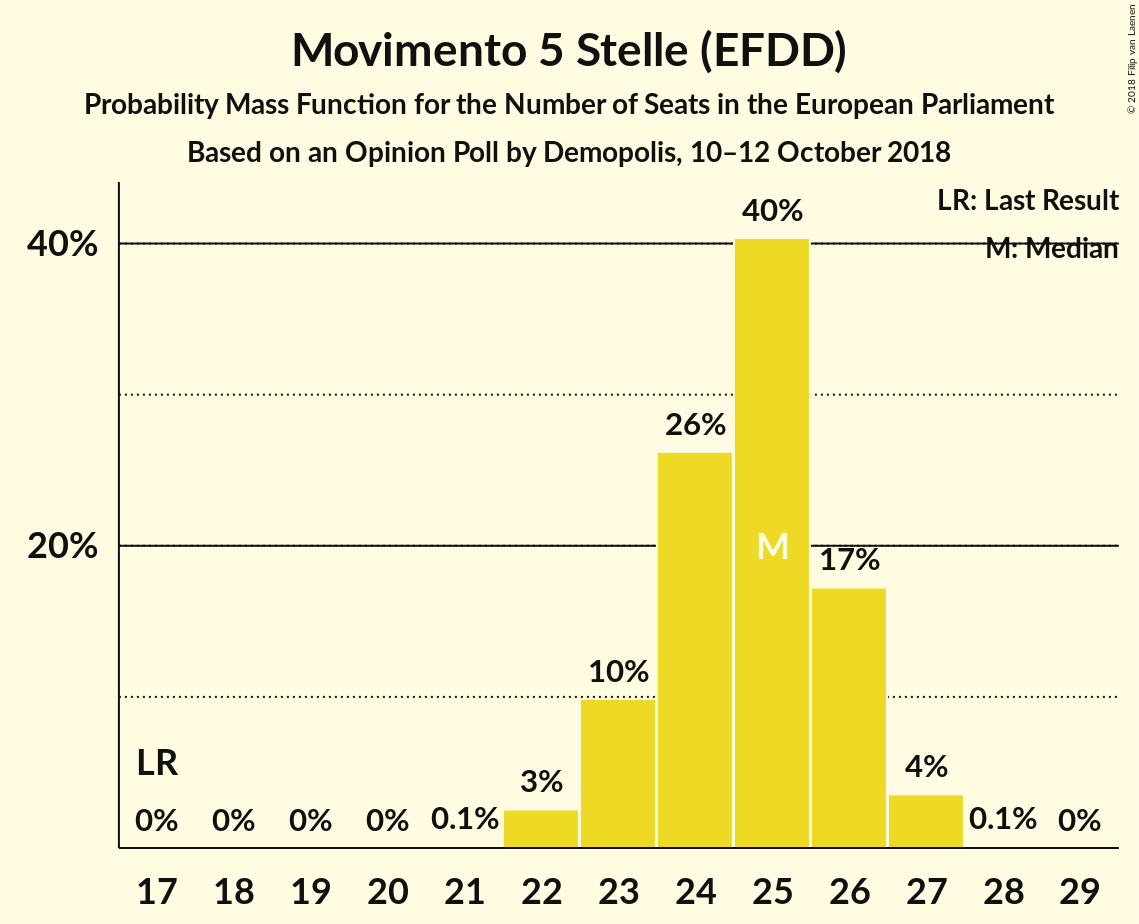 Movimento 5 Stelle (EFDD)
Probability Mass Function for the Number of Seats in the European Parliament
Based on an Opinion Poll by Demopolis, 10–12 October 2018
© 2018 Filip van Laenen
LR: Last Result
M: Median
40%
20%
LR
0%
0%
0%
0%
0.1%
3%
10%
26%
40%
M
17%
4%
0.1%
0%
17 18 19 20 21 22 23 24 25 26 27 28 29